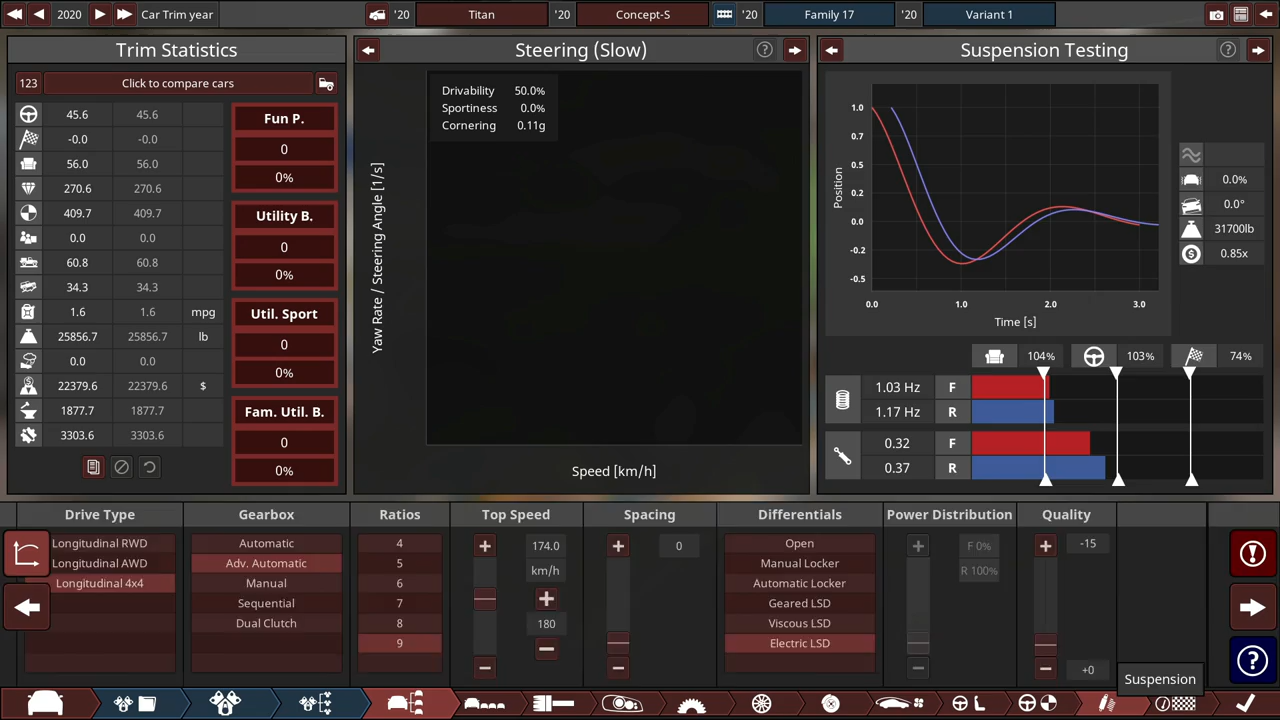 2020
Car Trim year
'20
Titan
'20
Concept-S
'20
Family 17
'20
Variant 1
Trim Statistics
123
Click to compare cars
45.6
45.6
-0.0
-0.0
56.0
56.0
270.6
270.6
409.7
409.7
0.0
0.0
60.8
60.8
34.3
34.3
1.6
1.6
mpg
25856.7
25856.7
lb
0.0
0.0
22379.6
22379.6
$
1877.7
1877.7
3303.6
3303.6
Fun P.
0
0%
Utility B.
0
0%
Util. Sport
0
0%
Fam. Util. B.
0
0%
Steering (Slow)
?
Drivability 50.0%
Sportiness 0.0%
Cornering 0.11g
Yaw Rate / Steering Angle [1/s]
Speed [km/h]
Suspension Testing
?
1.0
0.7
0.5
0.2
0.0
-0.2
-0.5
Position
0.0
1.0
2.0
3.0
Time [s]
0.0%
0.0°
31700lb
0.85x
104%
103%
74%
1.03 Hz
F
1.17 Hz
R
0.32
F
0.37
R
Drive Type
Longitudinal RWD
Longitudinal AWD
Longitudinal 4x4
Gearbox
Automatic
Adv. Automatic
Manual
Sequential
Dual Clutch
Ratios
4
5
6
7
8
9
Top Speed
174.0
km/h
180
Spacing
0
Differentials
Open
Manual Locker
Automatic Locker
Geared LSD
Viscous LSD
Electric LSD
Power Distribution
F 0%
R 100%
Quality
-15
+0
Suspension